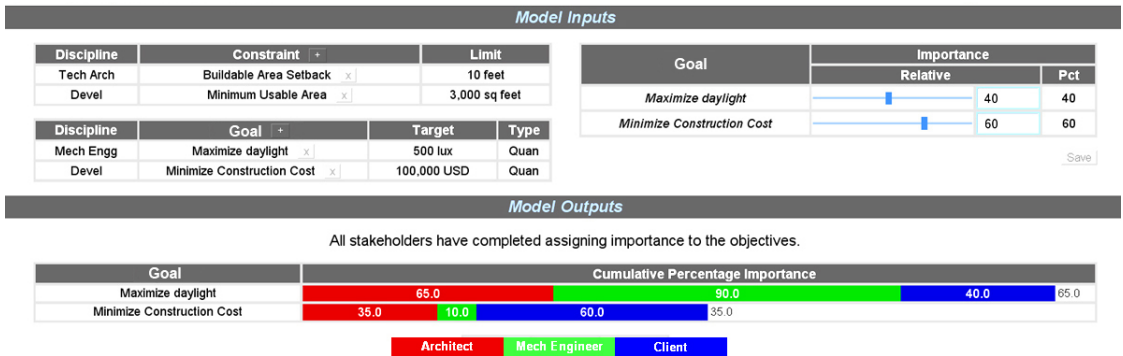 Model Inputs
Discipline Constraint + Limit
Tech Arch Buildable Area Setback x 10 feet
Devel Minimum Usable Area x 3,000 sq feet
Discipline Goal + Target Type
Mech Engg Maximize daylight x 500 lux Quan
Devel Minimize Construction Cost x 100,000 USD Quan
Goal Importance
Relative Pct
Maximize daylight 40 40
Minimize Construction Cost 60 60
Save
Model Outputs
All stakeholders have completed assigning importance to the objectives.
Goal Cumulative Percentage Importance
Maximize daylight 65.0 90.0 40.0 65.0
Minimize Construction Cost 35.0 10.0 60.0 35.0
Architect Mech Engineer Client